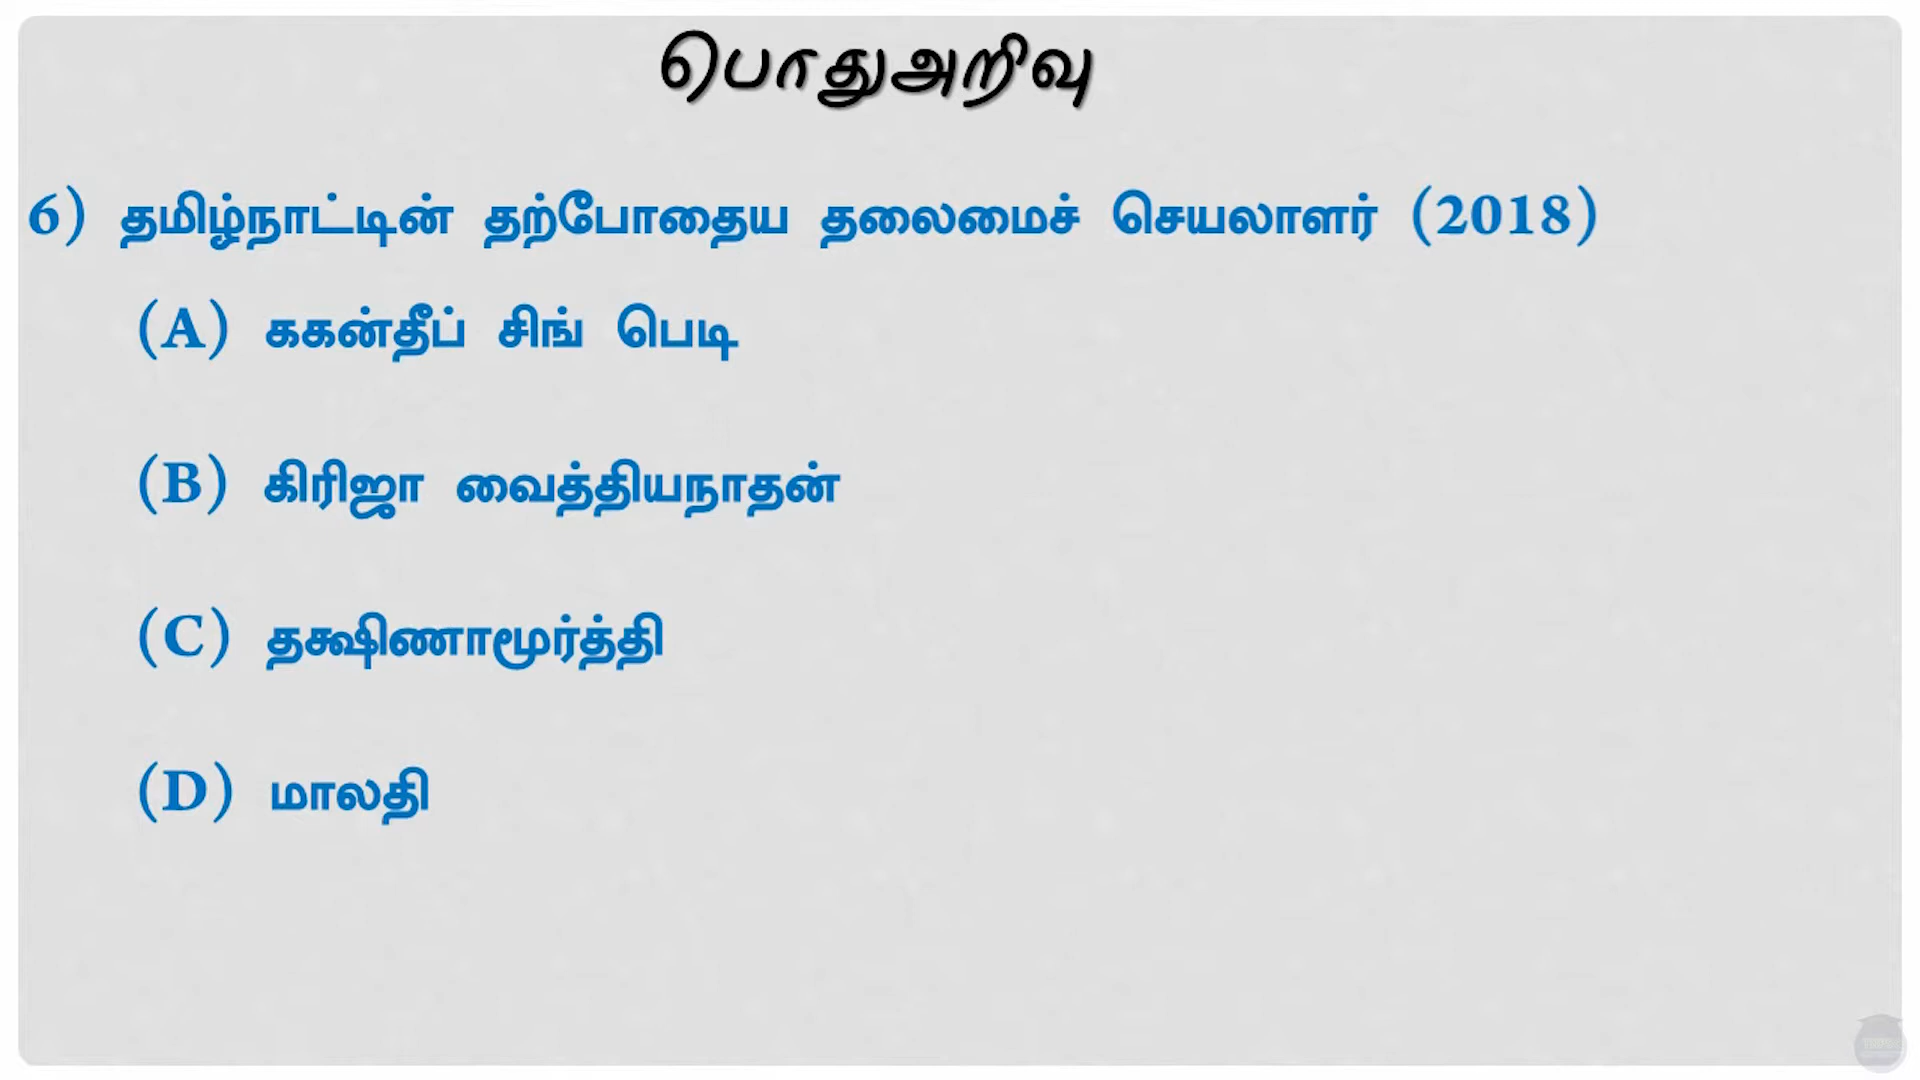 பொதுஅறிவு
6) தமிழ்நாட்டின் தற்போதைய தலைமைச் செயலாளர் (2018)
(A) ககன்தீப் சிங் பெடி
(B) கிரிஜா வைத்தியநாதன்
(C) தக்ஷிணாமூர்த்தி
(D) மாலதி